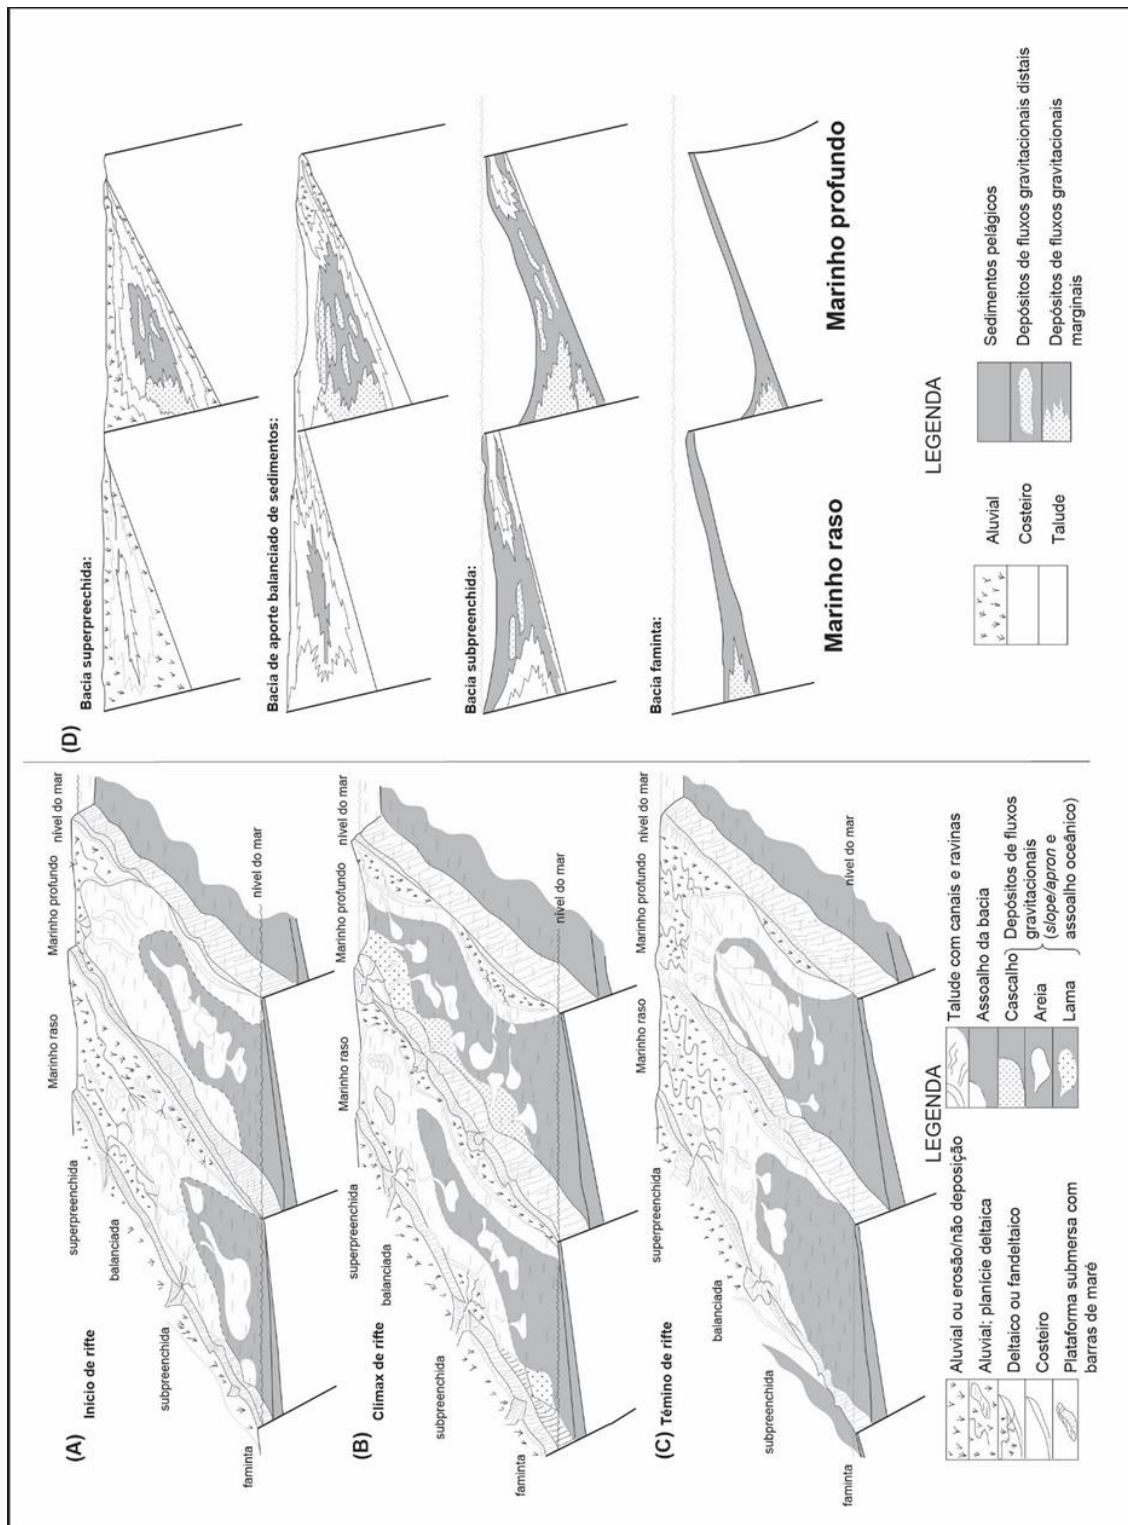 (A)
Início de rifte
faminta
subpreenchida
balanciada
superpreenchida
Marinho raso
Marinho profundo
nível do mar
nível do mar
(B)
Clímax de rifte
faminta
subpreenchida
balanciada
superpreenchida
Marinho raso
Marinho profundo
nível do mar
nível do mar
(C) Témino de rifte
faminta
subpreenchida
balanciada
superpreenchida
Marinho raso
Marinho profundo
nível do mar
nível do mar
LEGENDA
Aluvial ou erosão/não deposição
Aluvial; planície deltaica
Deltaico ou fandeltaico
Costeiro
Plataforma submersa com
barras de maré
Talude com canais e ravinas
Assoalho da bacia
Cascalho
Areia
Lama
Depósitos de fluxos
gravitacionais
(slope/apron e
assoalho oceânico)
(D)
Bacia superpreechida:
Bacia de aporte balanciado de sedimentos:
Bacia subpreenchida:
Bacia faminta:
Marinho raso
Marinho profundo
LEGENDA
Aluvial
Costeiro
Talude
Sedimentos pelágicos
Depósitos de fluxos gravitacionais distais
Depósitos de fluxos gravitacionais
marginais